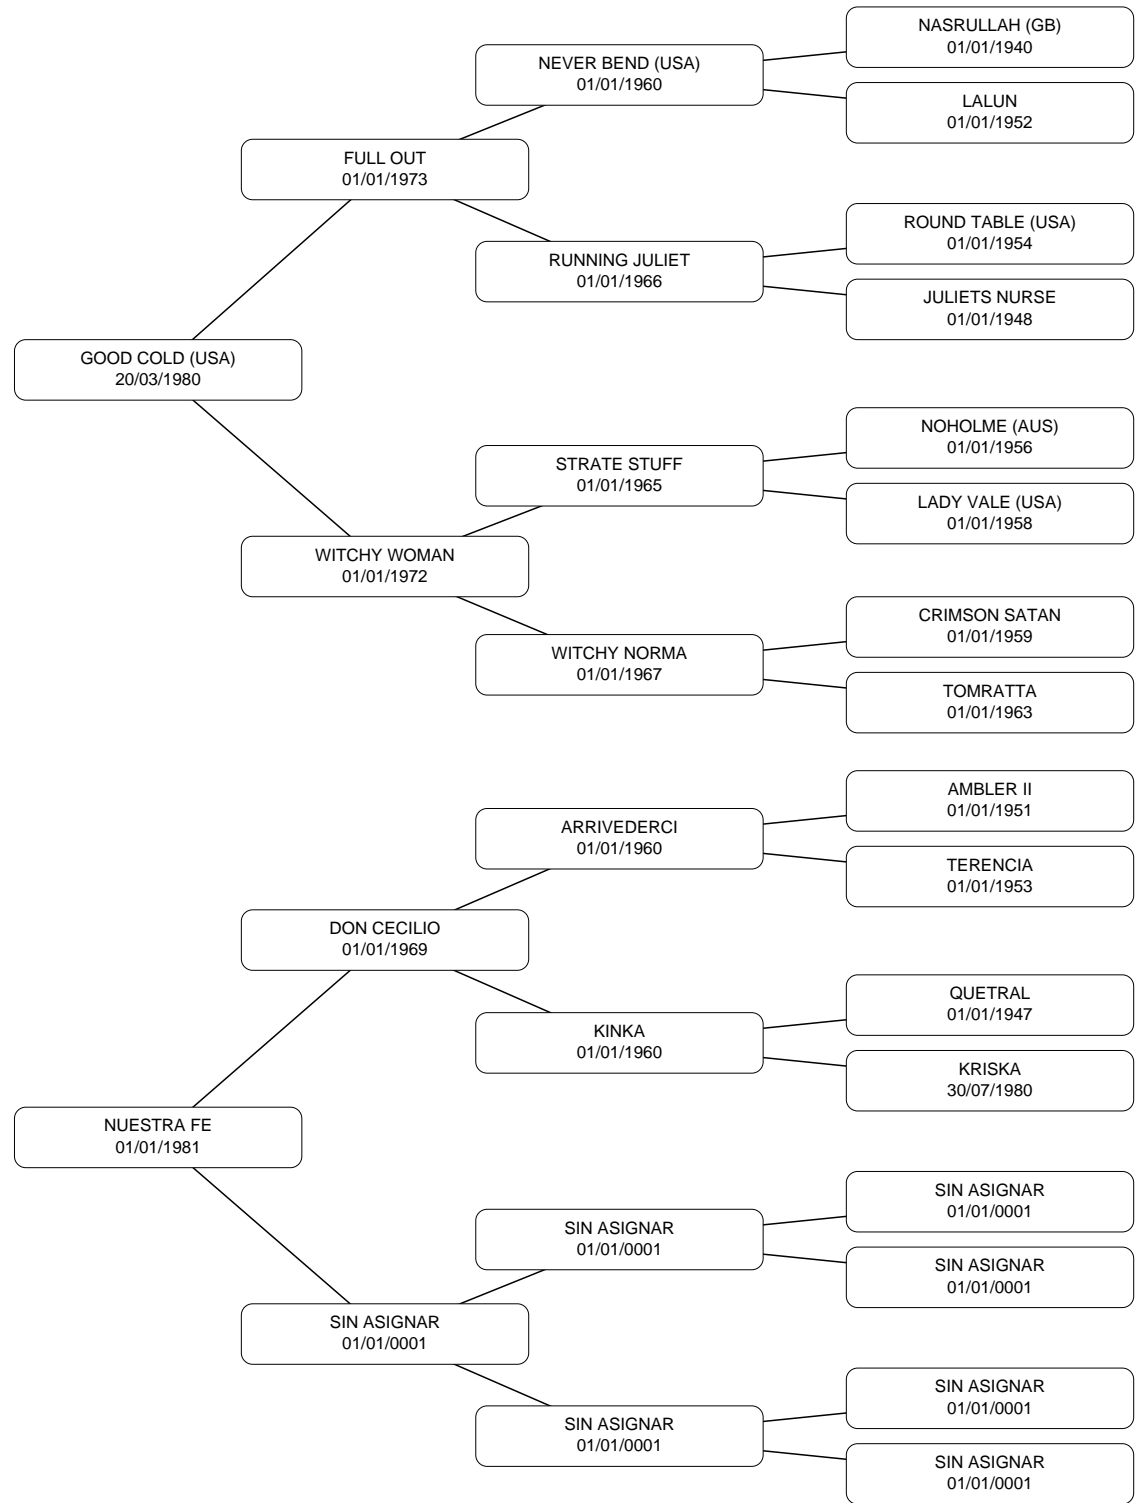 NASRULLAH (GB)
01/01/1940
NEVER BEND (USA)
01/01/1960
LALUN
01/01/1952
FULL OUT
01/01/1973
ROUND TABLE (USA)
01/01/1954
RUNNING JULIET
01/01/1966
JULIETS NURSE
01/01/1948
GOOD COLD (USA)
20/03/1980
NOHOLME (AUS)
01/01/1956
STRATE STUFF
01/01/1965
LADY VALE (USA)
01/01/1958
WITCHY WOMAN
01/01/1972
CRIMSON SATAN
01/01/1959
WITCHY NORMA
01/01/1967
TOMRATTA
01/01/1963
AMBLER II
01/01/1951
ARRIVEDERCI
01/01/1960
TERENCIA
01/01/1953
DON CECILIO
01/01/1969
QUETRAL
01/01/1947
KINKA
01/01/1960
KRISKA
30/07/1980
NUESTRA FE
01/01/1981
SIN ASIGNAR
01/01/0001
SIN ASIGNAR
01/01/0001
SIN ASIGNAR
01/01/0001
SIN ASIGNAR
01/01/0001
SIN ASIGNAR
01/01/0001
SIN ASIGNAR
01/01/0001
SIN ASIGNAR
01/01/0001